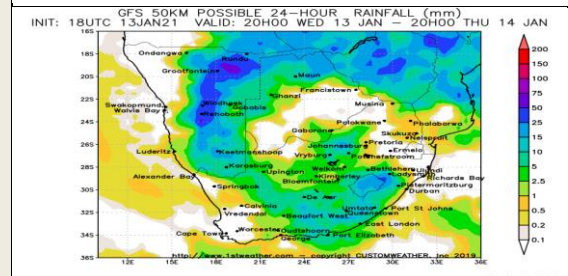 GFS 50KM POSSIBLE 24-HOUR RAINFALL (mm)
INIT: 18UTC 13JAN21 VALID: 20H00 WED 13 JAN - 20H00 THU 14 JAN
16S
Ondangwa
Rundu
18S
Grootfontein
Maun
20S
Ghanzi
Francistown
22S
Musina
Windhoek
Gobabis
Swakopmund
Walvis Bay
Rehoboth
Polokwane
Phalaborwa
24S
Gaborone
Skukuza
Nelspruit
Johannesburg
Pretoria
26S
Luderitz
Keetmanshoop
Vryburg
Ermelo
Potchefstroom
Karasburg
Upington
Welkom
Bethlehem
Ulundi
28S
Alexander Bay
Kimberley
Ladysmith
Richards Bay
Bloemfontein
Springbok
Pietermaritzburg
30S
Durban
De Aar
Calvinia
Umtata
Port St Johns
32S
Vredendal
Beaufort West
Queenstown
East London
Worcester
Oudtshoorn
34S
Cape Town
George
Port Elizabeth
http://www.1stweather.com - copyright CUSTOMWEATHER, Inc 2019
36S
12E 15E 18E 21E 24E 27E 30E 33E 36E
200
150
100
75
50
25
15
10
5
2.5
1
0.5
0.2
0.1